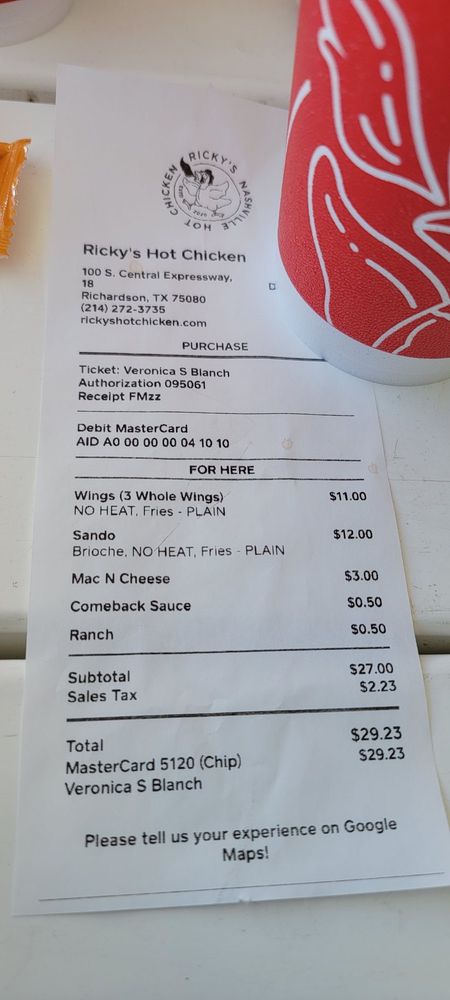 RICKY'S NASHVILLE HOT CHICKEN
Ricky's Hot Chicken
100 S. Central Expressway,
18
Richardson, TX 75080
(214) 272-3735
rickyshotchicken.com
PURCHASE
Ticket: Veronica S Blanch
Authorization 095061
Receipt FMzz
Debit MasterCard
AID A0 00 00 00 04 10 10
FOR HERE
Wings (3 Whole Wings) $11.00
NO HEAT, Fries - PLAIN
Sando $12.00
Brioche, NO HEAT, Fries - PLAIN
Mac N Cheese $3.00
Comeback Sauce $0.50
Ranch $0.50
Subtotal $27.00
Sales Tax $2.23
Total $29.23
MasterCard 5120 (Chip) $29.23
Veronica S Blanch
Please tell us your experience on Google
Maps!